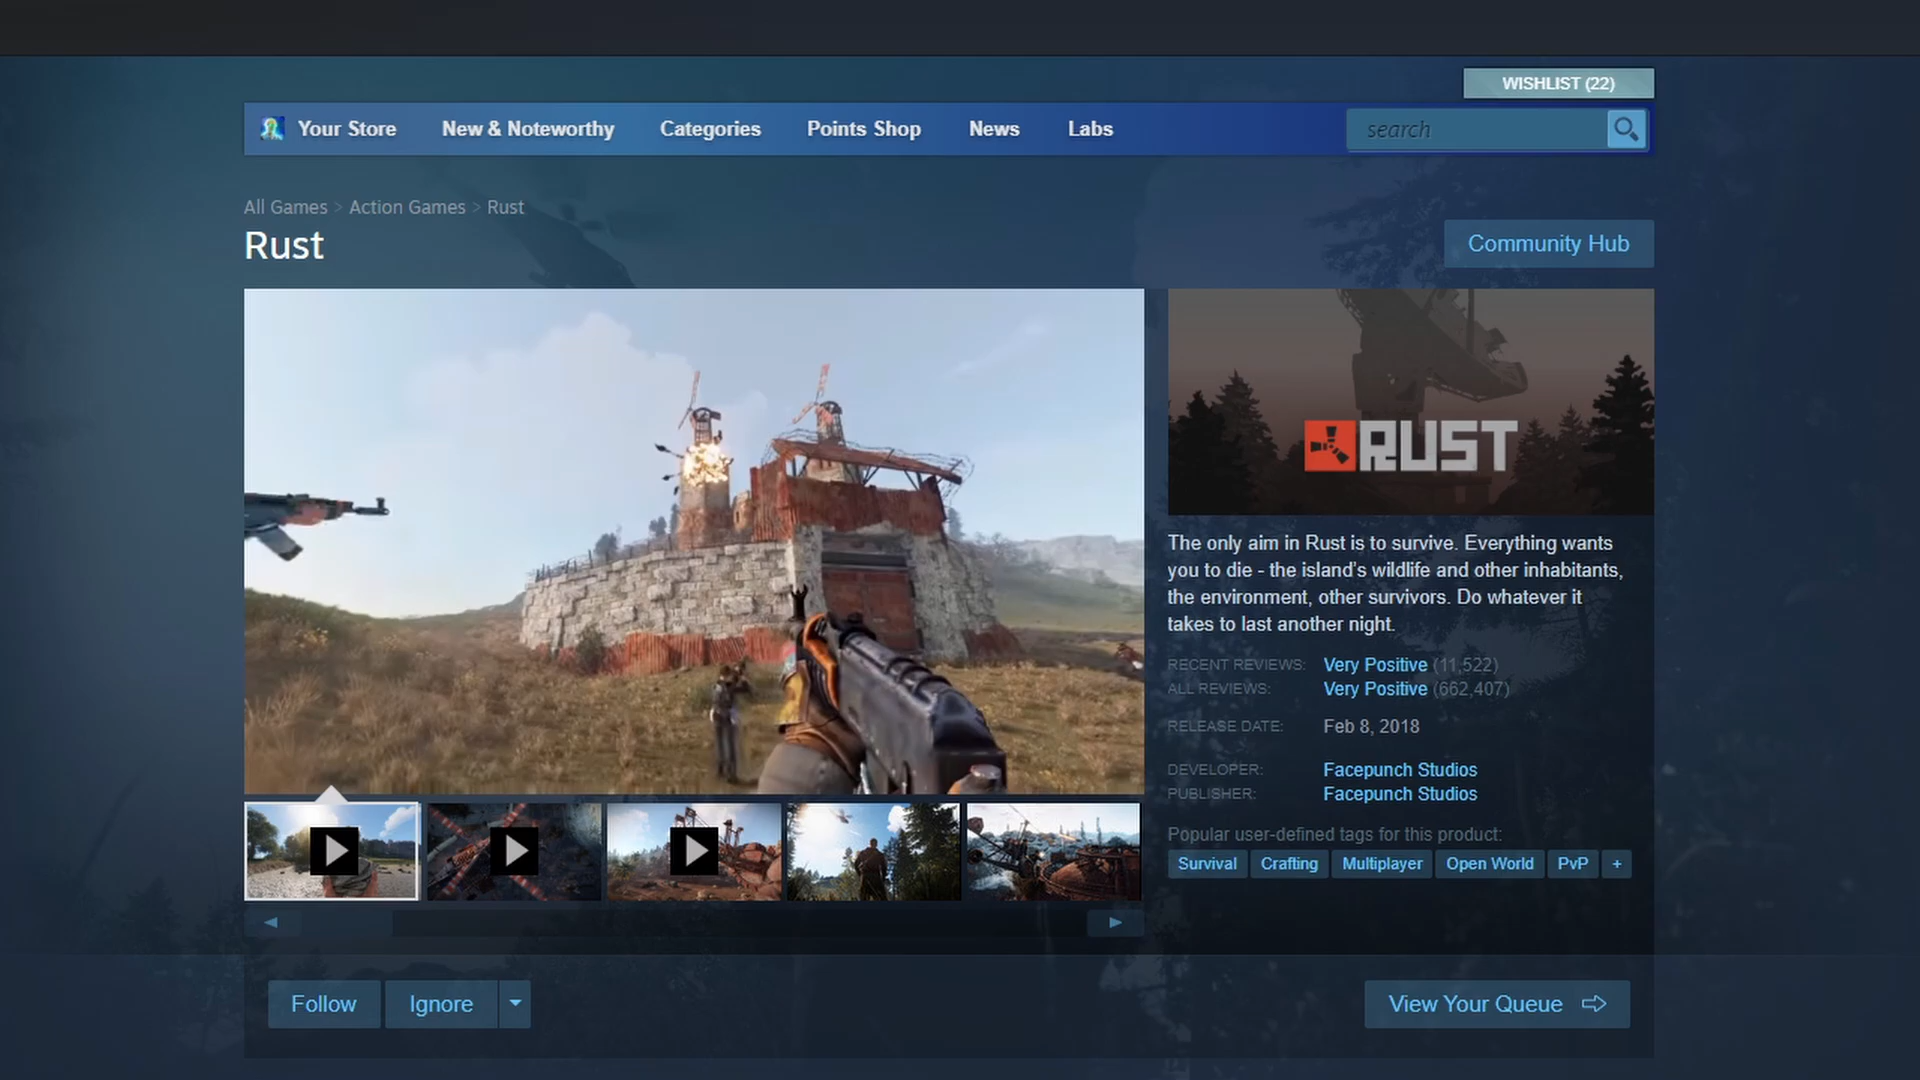 WISHLIST (22)
Your Store
New & Noteworthy
Categories
Points Shop
News
Labs
search
All Games > Action Games > Rust
Rust
Community Hub
RUST
The only aim in Rust is to survive. Everything wants
you to die - the island's wildlife and other inhabitants,
the environment, other survivors. Do whatever it
takes to last another night.
RECENT REVIEWS: Very Positive (11,522)
ALL REVIEWS: Very Positive (662,407)
RELEASE DATE: Feb 8, 2018
DEVELOPER: Facepunch Studios
PUBLISHER: Facepunch Studios
Popular user-defined tags for this product:
Survival
Crafting
Multiplayer
Open World
PvP
+
Follow
Ignore
View Your Queue